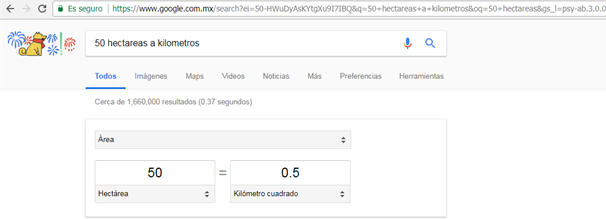 Es seguro | https://www.google.com.mx/search?ei=50-HWuDyAsKYtgXu9I7IBQ&q=50+hectareas+a+kilometros&oq=50+hectareas&gs_l=psy-ab.3.0.0
50 hectareas a kilometros
Todos Imágenes Maps Videos Noticias Más Preferencias Herramientas
Cerca de 1,660,000 resultados (0.37 segundos)
Área
50 = 0.5
Hectárea Kilómetro cuadrado